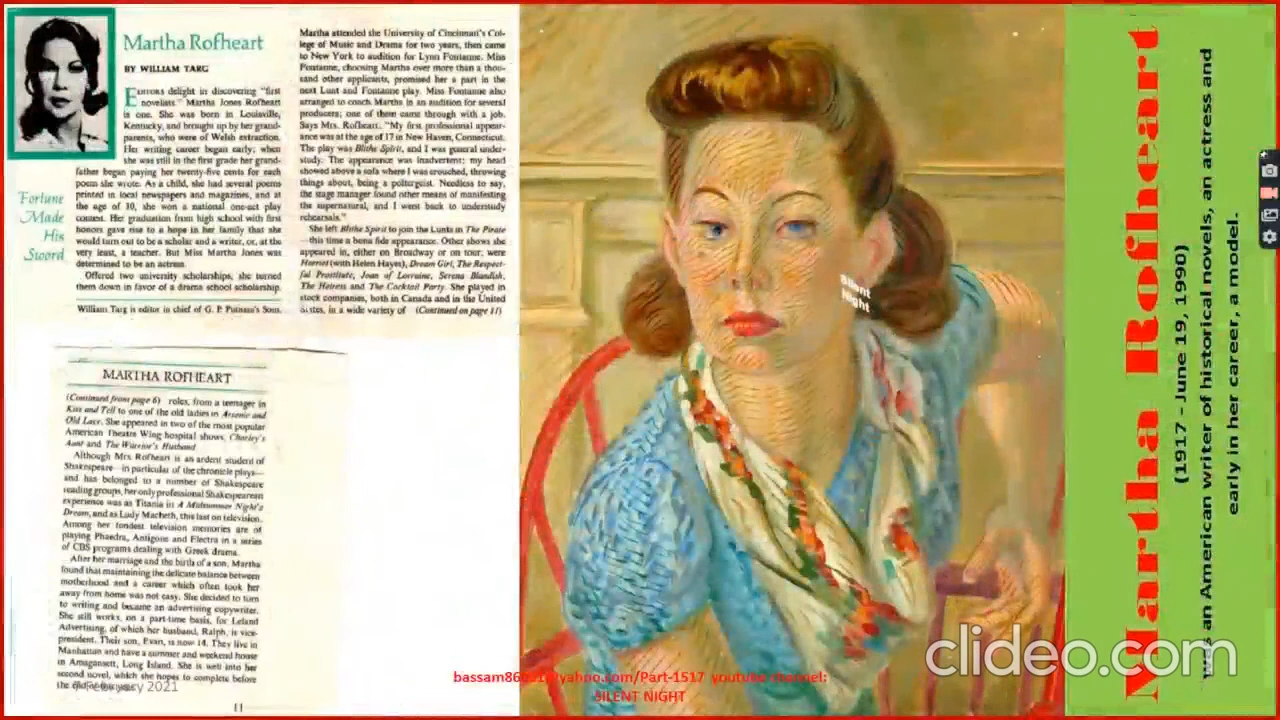 Martha Rofheart
BY WILLIAM TARG
EDITORS delight in discovering "first
novelists." Martha Jones Rofheart
is one. She was born in Louisville,
Kentucky, and brought up by her grand-
parents, who were of Welsh extraction.
Her writing career began early; when
she was still in the first grade her grand-
father began paying her twenty-five cents for each
poem she wrote. As a child, she had several poems
printed in local newspapers and magazines, and at
the age of 10, she won a national one-act play
contest. Her graduation from high school with first
honors gave rise to a hope in her family that she
would turn out to be a scholar and a writer, or, at the
very least, a teacher. But Miss Martha Jones was
determined to be an actress.
Offered two university scholarships, she turned
them down in favor of a drama school scholarship.
William Targ is editor in chief of G. P. Putnam's Sons.
Fortune
Made
His
Sword
Martha attended the University of Cincinnati's Col-
lege of Music and Drama for two years, then came
to New York to audition for Lynn Fontanne. Miss
Fontanne, choosing Martha over more than a thou-
sand other applicants, promised her a part in the
next Lunt and Fontanne play. Miss Fontanne also
arranged to coach Martha in an audition for several
producers; one of them came through with a job.
Says Mrs. Rofheart, "My first professional appear-
ance was at the age of 17 in New Haven, Connecticut.
The play was Blithe Spirit, and I was general under-
study. The appearance was inadvertent; my head
showed above a sofa where I was crouched, throwing
things about, being a poltergeist. Needless to say,
the stage manager found other means of manifesting
the supernatural, and I went back to understudy
rehearsals."
She left Blithe Spirit to join the Lunts in The Pirate
—this time a bona fide appearance. Other shows she
appeared in, either on Broadway or on tour, were
Harriet (with Helen Hayes), Dream Girl, The Respect-
ful Prostitute, Joan of Lorraine, Serena Blandish,
The Heiress and The Cocktail Party. She played in
stock companies, both in Canada and in the United
States, in a wide variety of (Continued on page 11)
MARTHA ROFHEART
(Continued from page 6) roles, from a teenager in
Kiss and Tell to one of the old ladies in Arsenic and
Old Lace. She appeared in two of the most popular
American Theatre Wing hospital shows, Charley's
Aunt and The Warrior's Husband.
Although Mrs. Rofheart is an ardent student of
Shakespeare—in particular of the chronicle plays—
and has belonged to a number of Shakespeare
reading groups, her only professional Shakespearean
experience was as Titania in A Midsummer Night's
Dream, and as Lady Macbeth, this last on television.
Among her fondest television memories are of
playing Phaedra, Antigone and Electra in a series
of CBS programs dealing with Greek drama.
After her marriage and the birth of a son, Martha
found that maintaining the delicate balance between
motherhood and a career which often took her
away from home was not easy. She decided to turn
to writing and became an advertising copywriter.
She still works, on a part-time basis, for Leland
Advertising, of which her husband, Ralph, is vice-
president. Their son, Evan, is now 14. They live in
Manhattan and have a summer and weekend house
in Amagansett, Long Island. She is well into her
second novel, which she hopes to complete before
the
February 2021
11
Silent
Night
youtube channel:
SILENT NIGHT
Martha Rofheart
(1917 - June 19, 1990)
was an American writer of historical novels, an actress and
early in her career, a model.
clideo.com